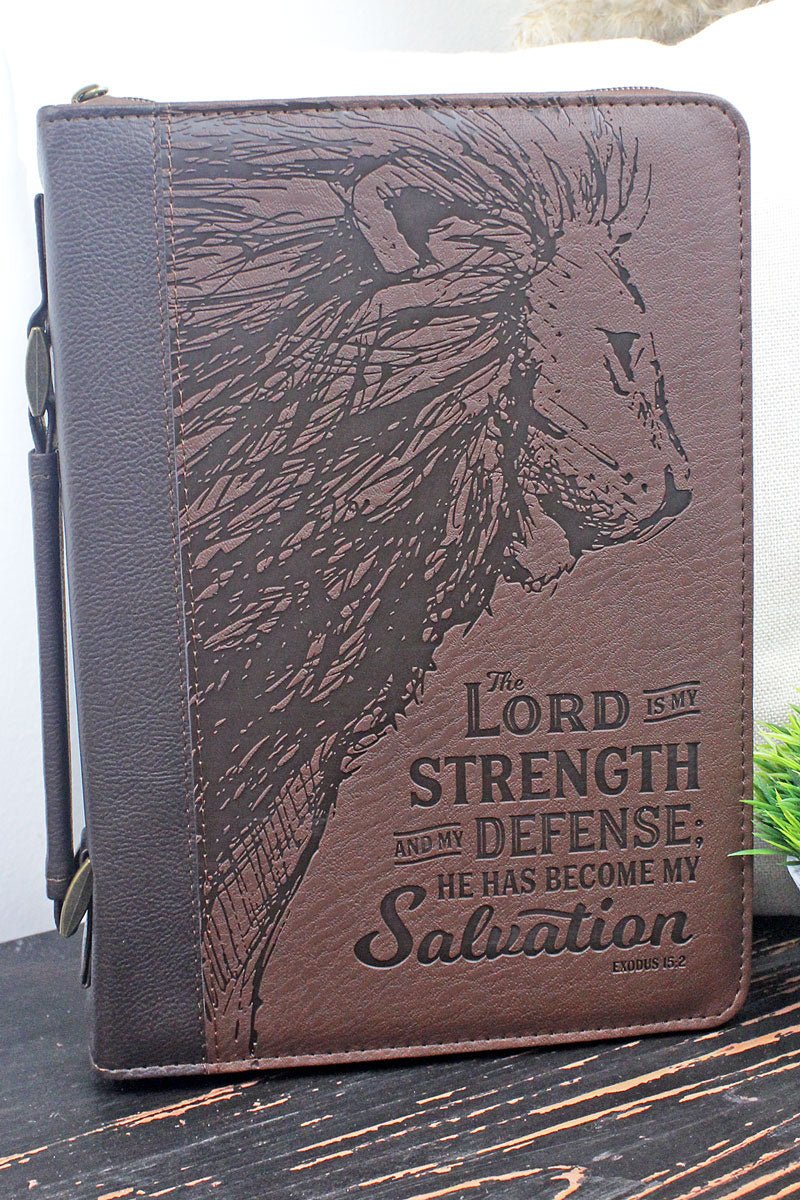 The
LORD IS MY
STRENGTH
AND MY DEFENSE;
HE HAS BECOME MY
Salvation
EXODUS 15:2